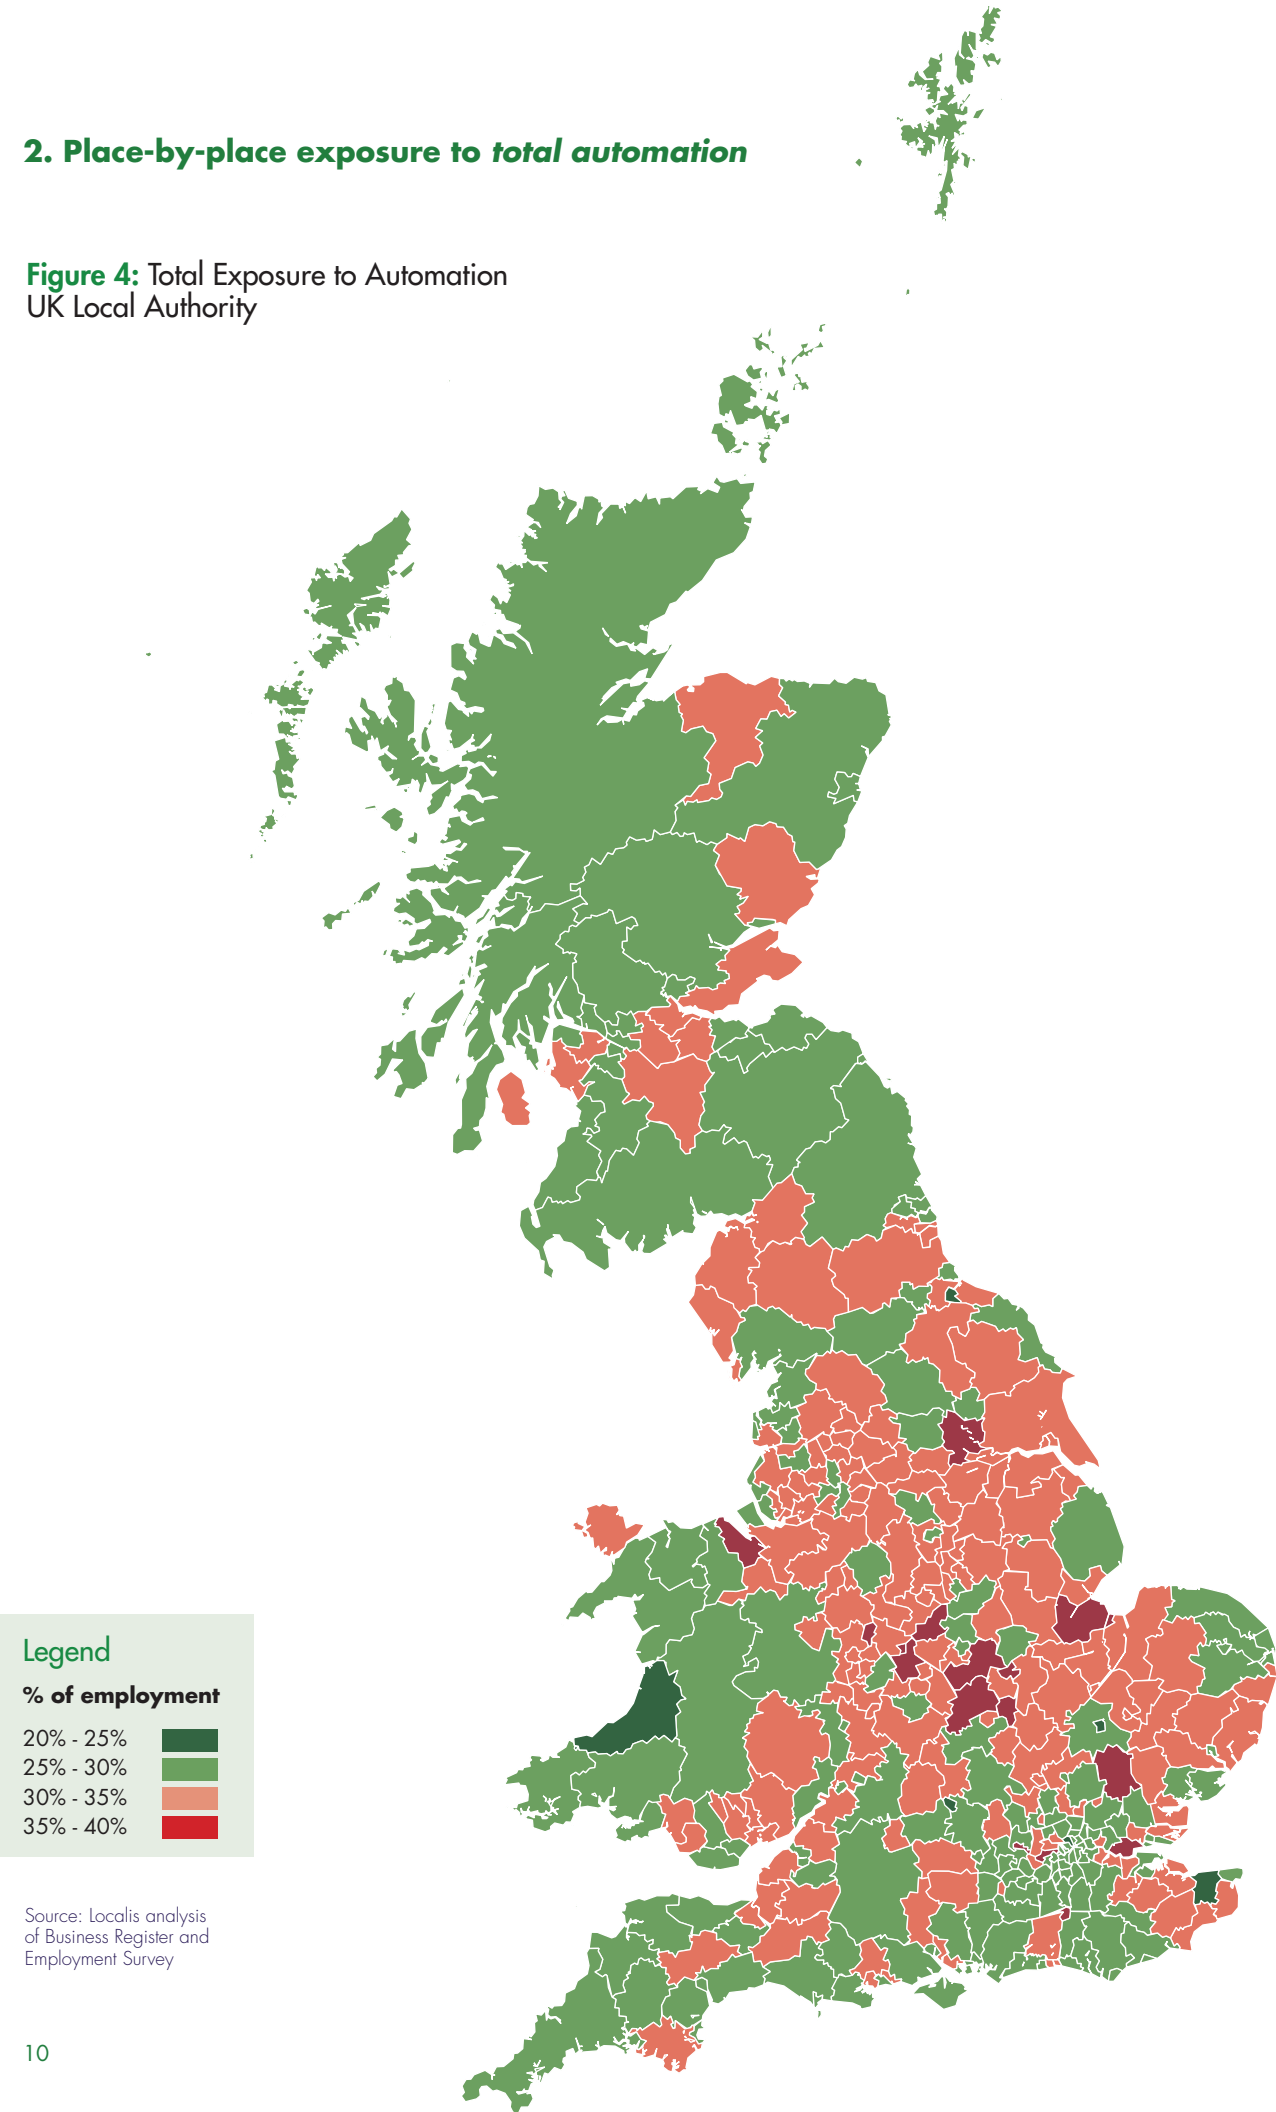 2. Place-by-place exposure to total automation
Figure 4: Total Exposure to Automation
UK Local Authority
Legend
% of employment
20% - 25%
25% - 30%
30% - 35%
35% - 40%
Source: Localis analysis
of Business Register and
Employment Survey
10